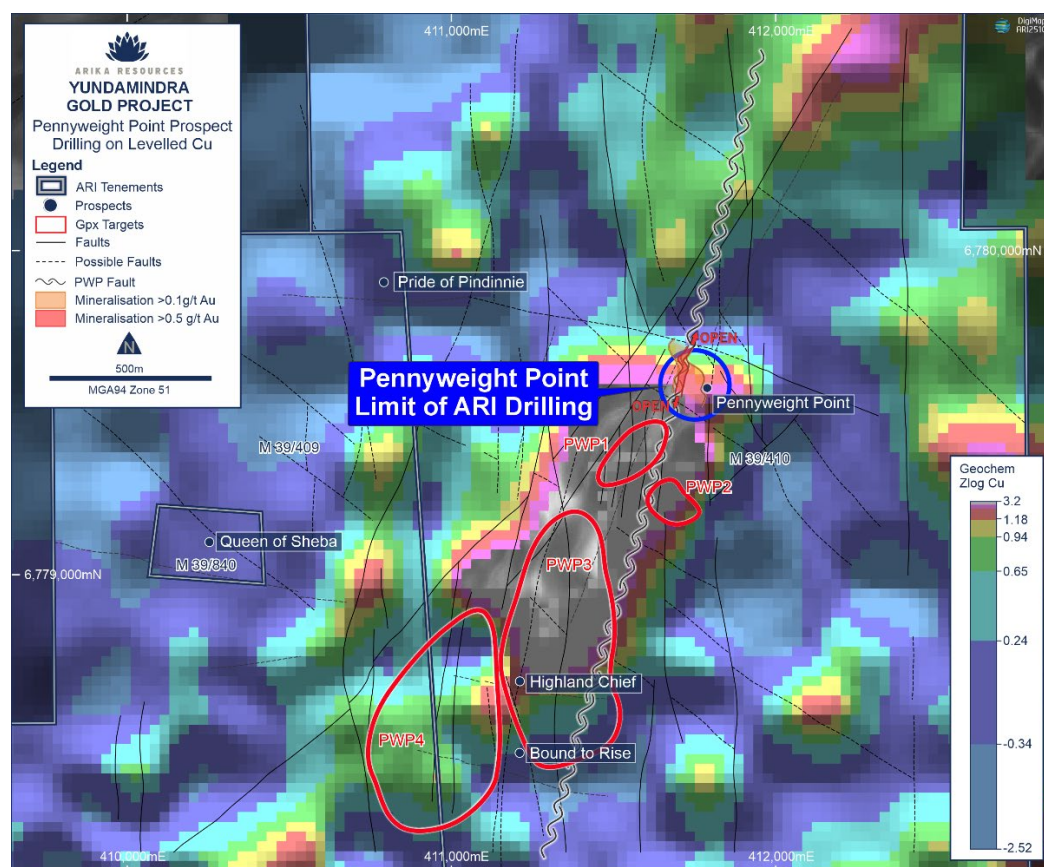 411,000mE
412,000mE
DigiMap
ARI2510
ARIKA RESOURCES
YUNDAMINDRA
GOLD PROJECT
Pennyweight Point Prospect
Drilling on Levelled Cu
Legend
ARI Tenements
Prospects
Gpx Targets
Faults
Possible Faults
PWP Fault
Mineralisation >0.1g/t Au
Mineralisation >0.5 g/t Au
N
500m
MGA94 Zone 51
6,780,000mN
Pride of Pindinnie
OPEN
Pennyweight Point
Limit of ARI Drilling
Pennyweight Point
OPEN
PWP1
M 39/409
M 39/410
PWP2
Queen of Sheba
M 39/840
6,779,000mN
PWP3
Highland Chief
PWP4
Bound to Rise
Geochem
Zlog Cu
3.2
1.18
0.94
0.65
0.24
-0.34
-2.52
410,000mE
411,000mE
412,000mE